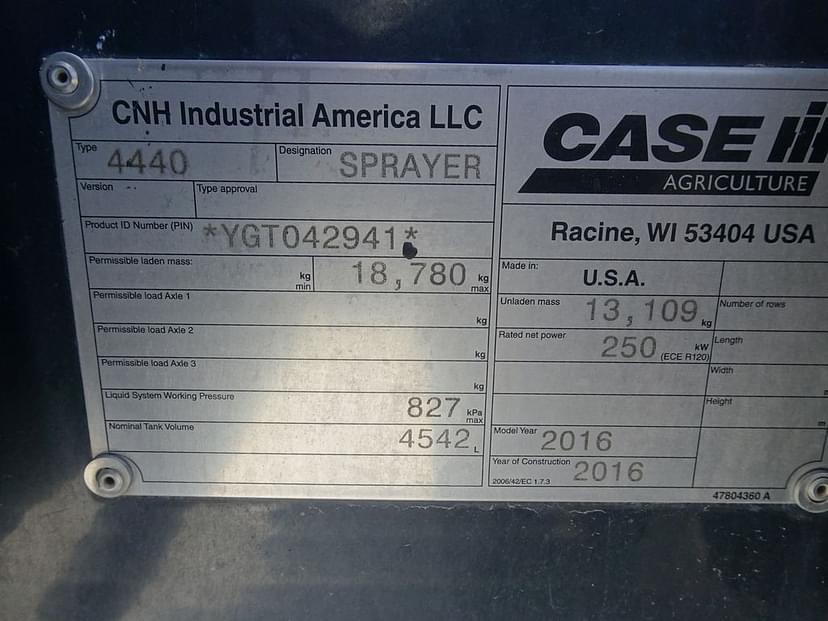 CNH Industrial America LLC
Type 4440 Designation SPRAYER
Version Type approval
Product ID Number (PIN) *YGT042941*
Permissible laden mass: kg min 18,780 kg max
Permissible load Axle 1 kg
Permissible load Axle 2 kg
Permissible load Axle 3 kg
Liquid System Working Pressure 827 kPa max
Nominal Tank Volume 4542 L
CASE IH
AGRICULTURE
Racine, WI 53404 USA
Made in: U.S.A.
Unladen mass 13,109 kg Number of rows
Rated net power 250 kW (ECE R120) Length
Width
Height
Model Year 2016
Year of Construction 2016
2006/42/EC 1.7.3
47804360 A